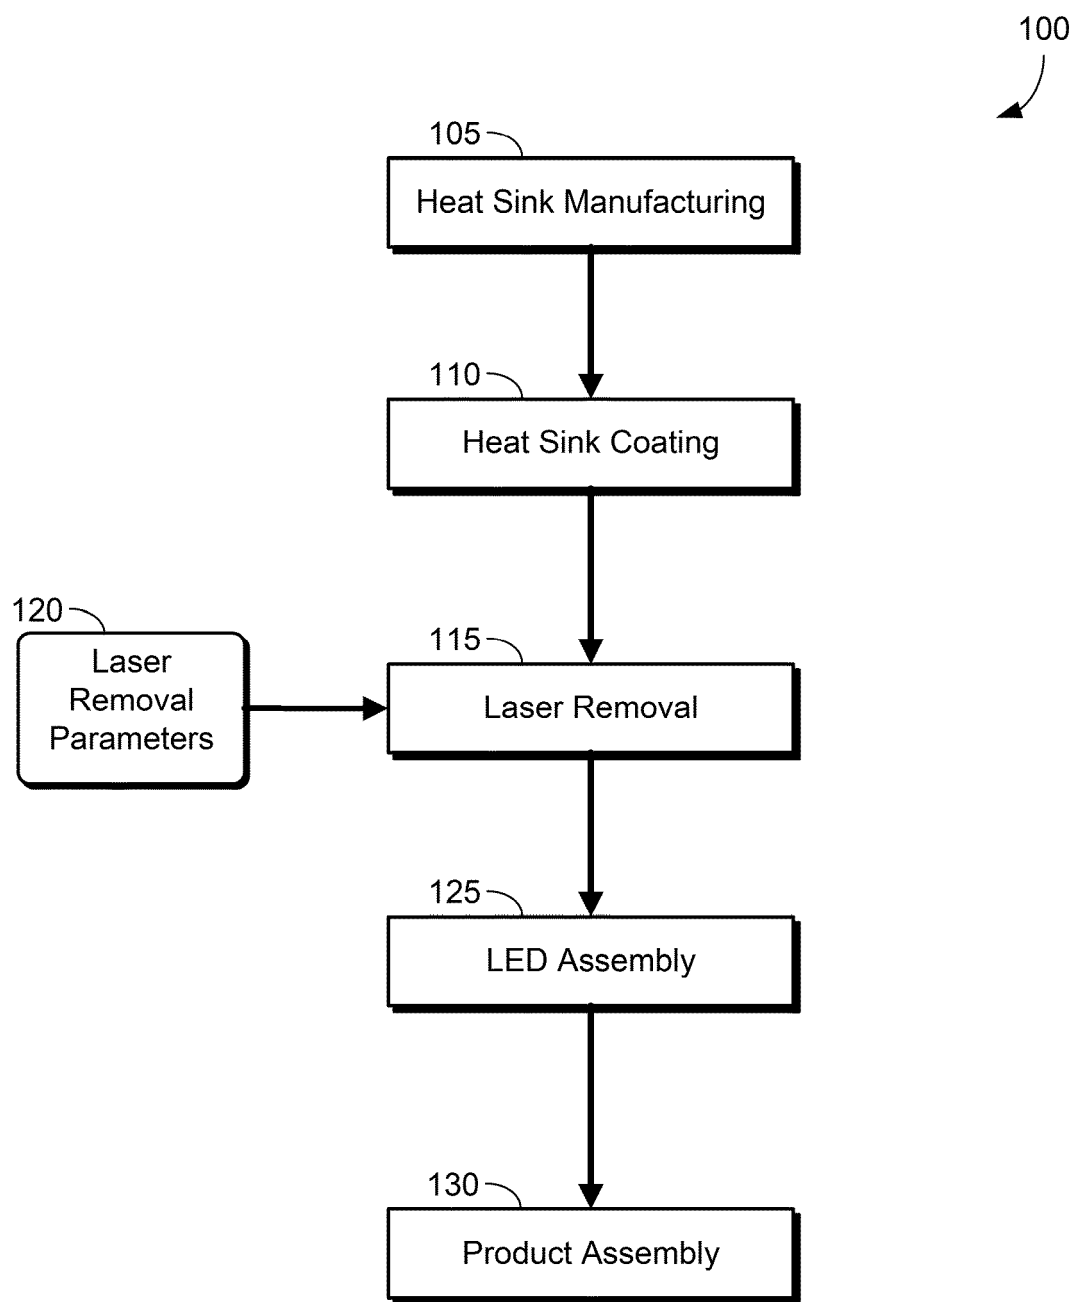 100
105
Heat Sink Manufacturing
110
Heat Sink Coating
120
Laser
Removal
Parameters
115
Laser Removal
125
LED Assembly
130
Product Assembly